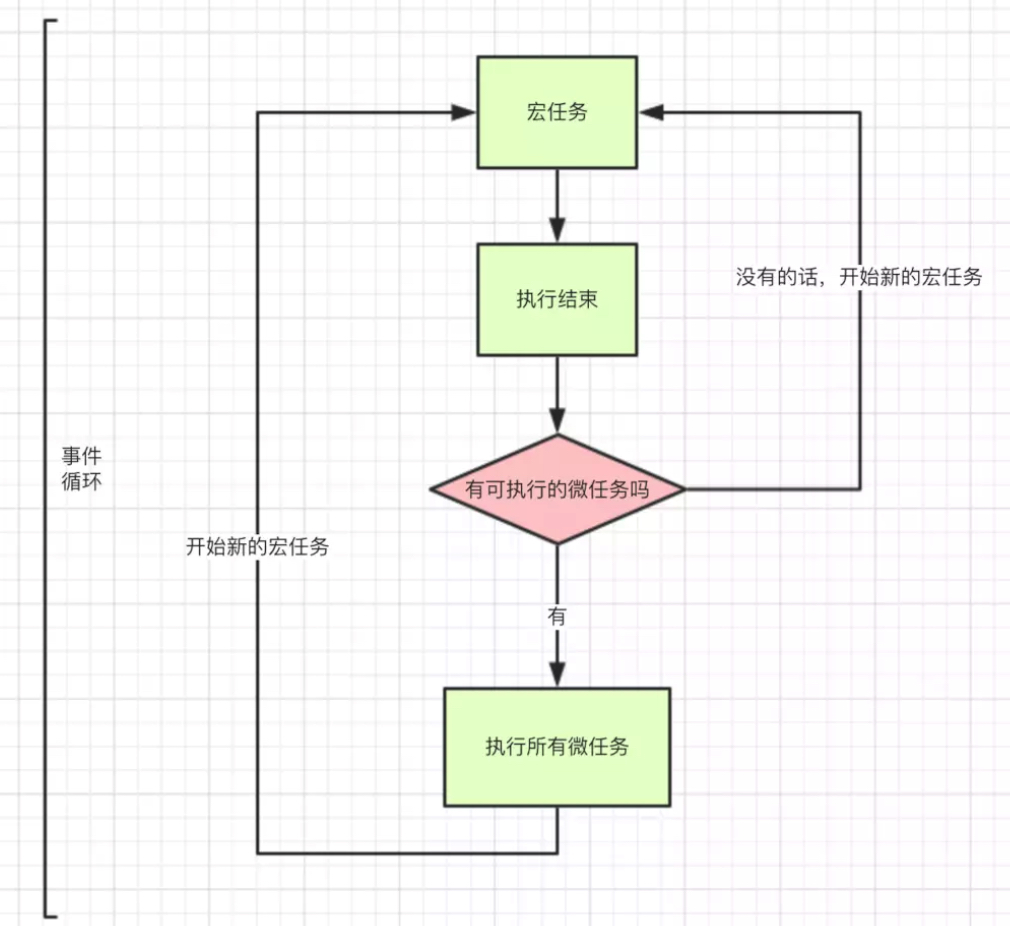 宏任务
执行结束
没有的话，开始新的宏任务
事件
循环
有可执行的微任务吗
开始新的宏任务
有
执行所有微任务